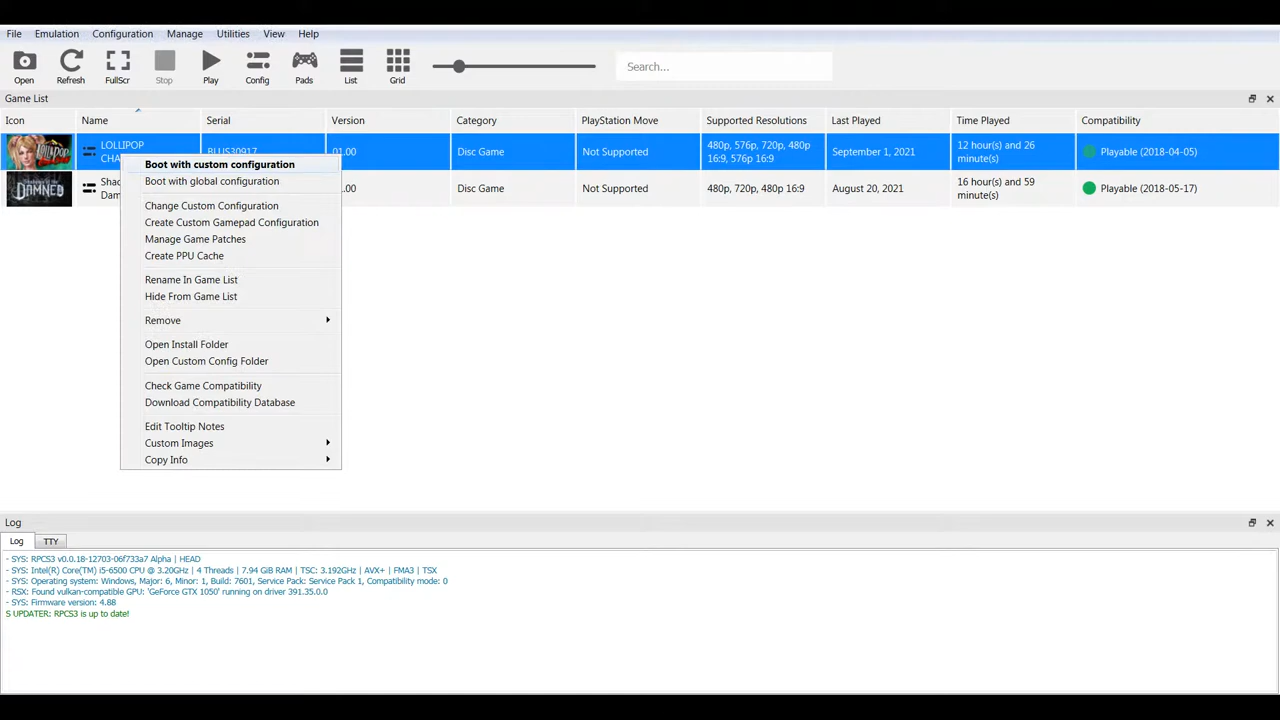 File Emulation Configuration Manage Utilities View Help
Open Refresh FullScr Stop Play Config Pads List Grid Search...
Game List
Icon Name Serial Version Category PlayStation Move Supported Resolutions Last Played Time Played Compatibility
LOLLIPOP
CHA
BLUS30917 01.00 Disc Game Not Supported 480p, 576p, 720p, 480p
16:9, 576p 16:9
September 1, 2021 12 hour(s) and 26
minute(s)
Playable (2018-04-05)
Shad
Dam
.00 Disc Game Not Supported 480p, 720p, 480p 16:9 August 20, 2021 16 hour(s) and 59
minute(s)
Playable (2018-05-17)
Boot with custom configuration
Boot with global configuration
Change Custom Configuration
Create Custom Gamepad Configuration
Manage Game Patches
Create PPU Cache
Rename In Game List
Hide From Game List
Remove
Open Install Folder
Open Custom Config Folder
Check Game Compatibility
Download Compatibility Database
Edit Tooltip Notes
Custom Images
Copy Info
Log
Log TTY
- SYS: RPCS3 v0.0.18-12703-06f733a7 Alpha | HEAD
- SYS: Intel(R) Core(TM) i5-6500 CPU @ 3.20GHz | 4 Threads | 7.94 GiB RAM | TSC: 3.192GHz | AVX+ | FMA3 | TSX
- SYS: Operating system: Windows, Major: 6, Minor: 1, Build: 7601, Service Pack: Service Pack 1, Compatibility mode: 0
- RSX: Found vulkan-compatible GPU: 'GeForce GTX 1050' running on driver 391.35.0.0
- SYS: Firmware version: 4.88
S UPDATER: RPCS3 is up to date!